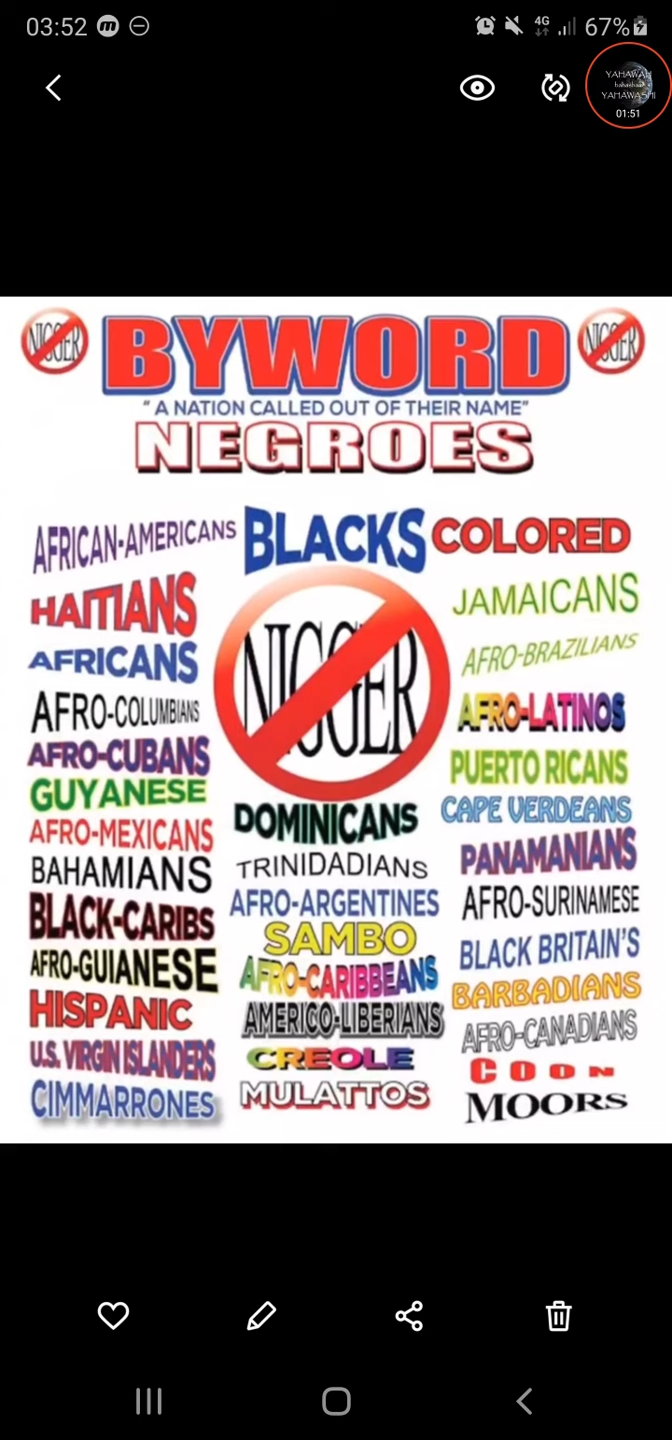 03:52
4G
67%
YAHAWAH
YAHAWASHI
01:51
NIGGER
BYWORD
NIGGER
" A NATION CALLED OUT OF THEIR NAME"
NEGROES
AFRICAN-AMERICANS
BLACKS
COLORED
HAITIANS
JAMAICANS
NIGGER
AFRICANS
AFRO-BRAZILIANS
AFRO-COLUMBIANS
AFRO-LATINOS
AFRO-CUBANS
PUERTO RICANS
GUYANESE
DOMINICANS
CAPE VERDEANS
AFRO-MEXICANS
TRINIDADIANS
PANAMANIANS
BAHAMIANS
AFRO-ARGENTINES
AFRO-SURINAMESE
BLACK-CARIBS
SAMBO
BLACK BRITAIN'S
AFRO-GUIANESE
AFRO-CARIBBEANS
BARBADIANS
HISPANIC
AMERICO-LIBERIANS
AFRO-CANADIANS
U.S. VIRGIN ISLANDERS
CREOLE
COON
CIMMARRONES
MULATTOS
MOORS